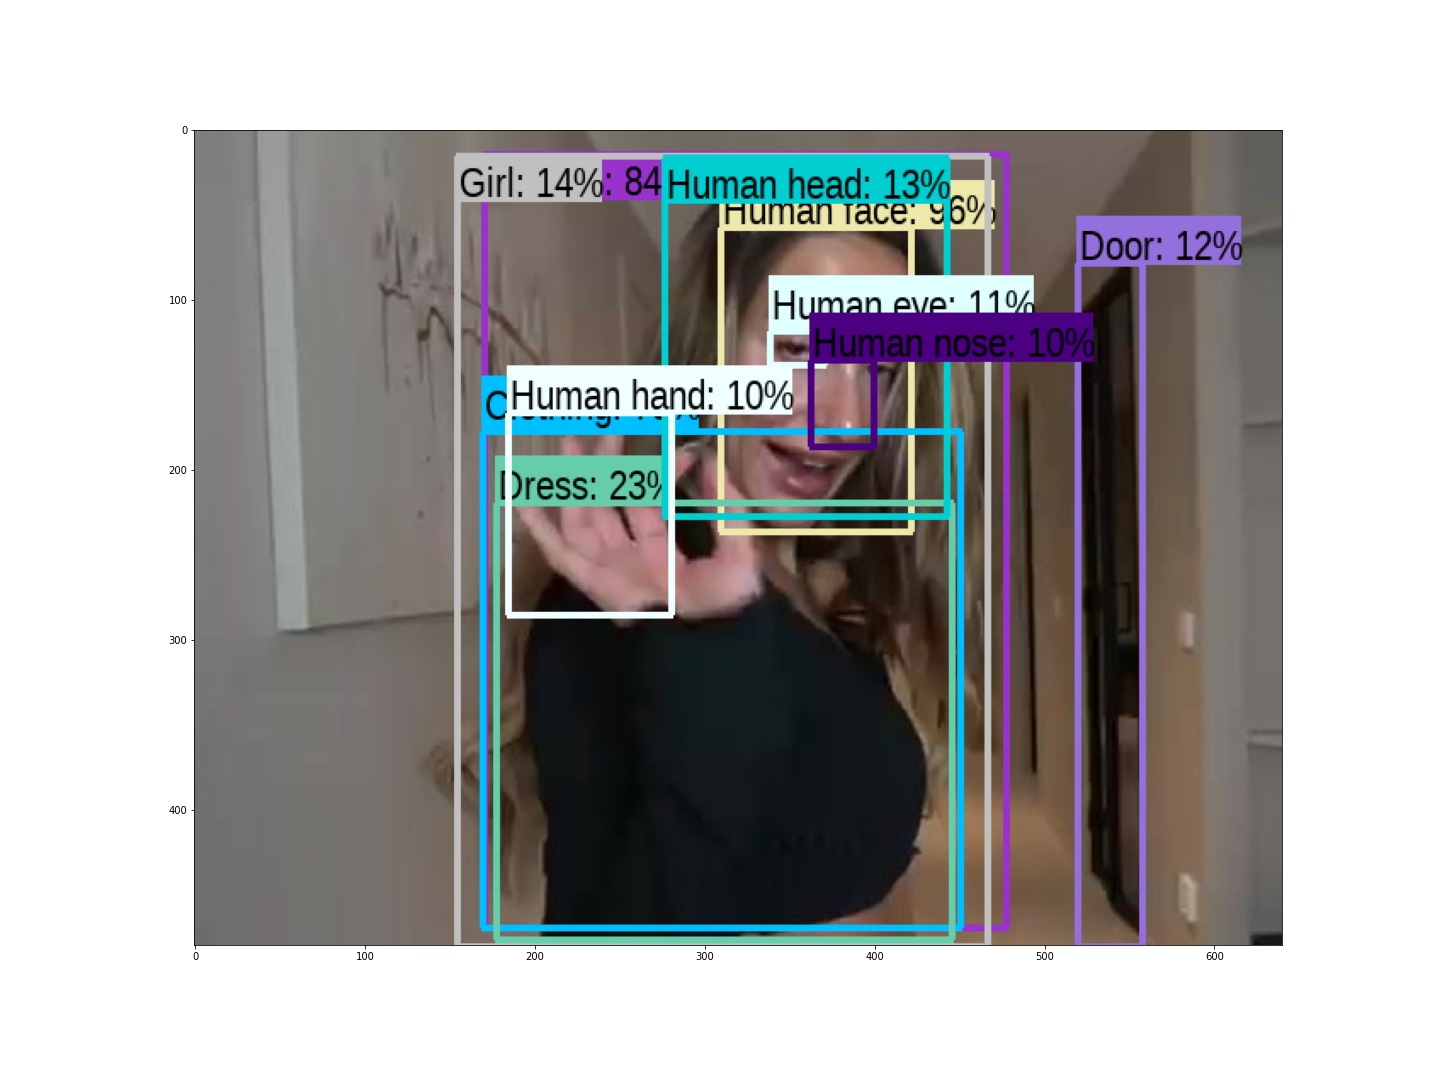 Girl: 14%
: 84
Human head: 13%
Human face: 96%
Door: 12%
Human eye: 11%
Human nose: 10%
Human hand: 10%
Dress: 23%
0
100
200
300
400
0
100
200
300
400
500
600